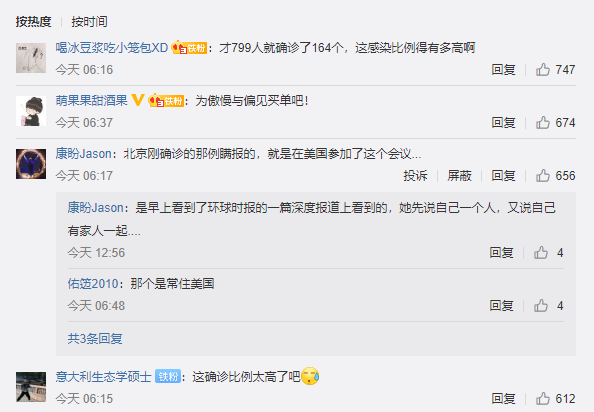 按热度 | 按时间
喝冰豆浆吃小笼包XD 铁粉：才799人就确诊了164个，这感染比例得有多高啊
今天 06:16 回复 747
萌果果甜酒果 铁粉：为傲慢与偏见买单吧！
今天 06:37 回复 674
康盼Jason：北京刚确诊的那例瞒报的，就是在美国参加了这个会议...
今天 06:17 投诉 屏蔽 回复 656
康盼Jason：是早上看到了环球时报的一篇深度报道上看到的，她先说自己一个人，又说自己
有家人一起....
今天 12:56 回复 4
佑笾2010：那个是常住美国
今天 06:48 回复 4
共3条回复
意大利生态学硕士 铁粉：这确诊比例太高了吧
今天 06:15 回复 612